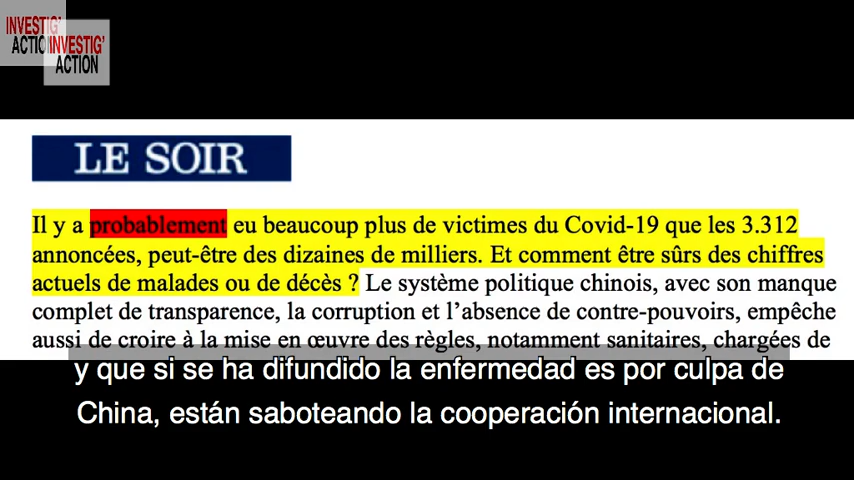 INVESTIG'
ACTION
INVESTIG'
ACTION
LE SOIR
Il y a probablement eu beaucoup plus de victimes du Covid-19 que les 3.312
annoncées, peut-être des dizaines de milliers. Et comment être sûrs des chiffres
actuels de malades ou de décès ? Le système politique chinois, avec son manque
complet de transparence, la corruption et l’absence de contre-pouvoirs, empêche
aussi de croire à la mise en œuvre des règles, notamment sanitaires, chargées de
y que si se ha difundido la enfermedad es por culpa de
China, están saboteando la cooperación internacional.